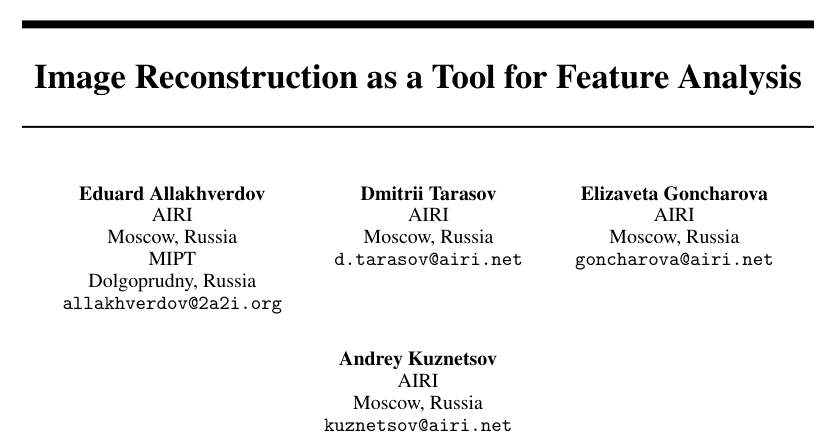 Image Reconstruction as a Tool for Feature Analysis
Eduard Allakhverdov
AIRI
Moscow, Russia
MIPT
Dolgoprudny, Russia
allakhverdov@2a2i.org
Dmitrii Tarasov
AIRI
Moscow, Russia
d.tarasov@airi.net
Elizaveta Goncharova
AIRI
Moscow, Russia
goncharova@airi.net
Andrey Kuznetsov
AIRI
Moscow, Russia
kuznetsov@airi.net